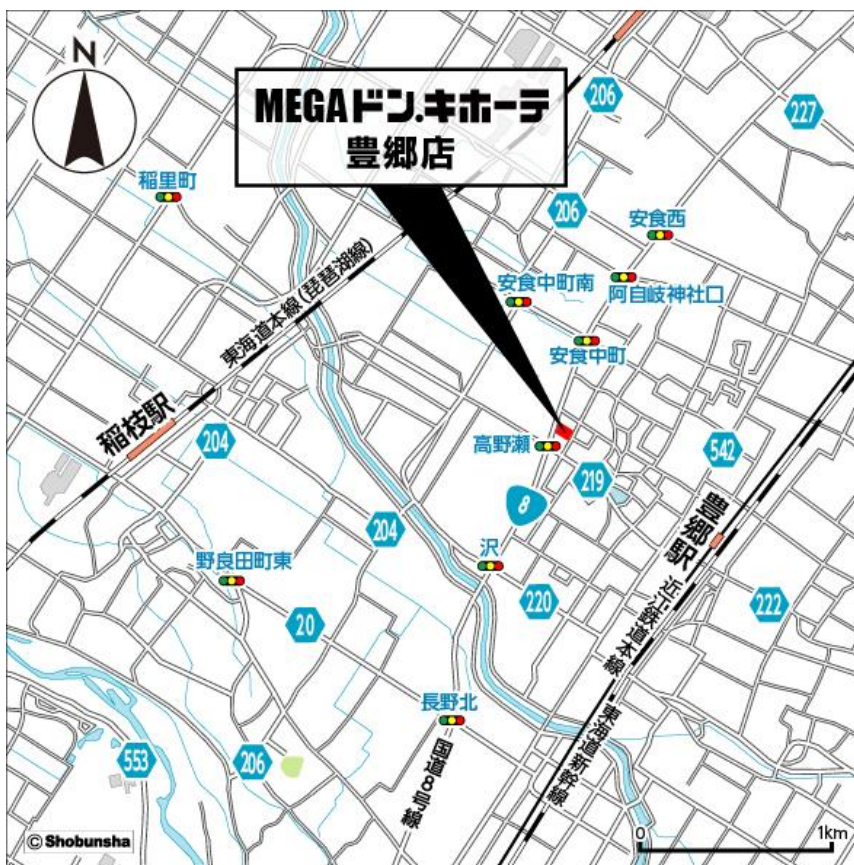 N
MEGAドン.キホーテ
豊郷店
206
227
稲里町
206
安食西
安食中町南
阿自岐神社口
東海道本線(琵琶湖線)
安食中町
稲枝駅
204
高野瀬
542
219
8
豊郷駅
204
沢
野良田町東
220
222
20
近江鉄道本線
長野北
東海道新幹線
553
206
国道8号線
© Shobunsha
0 1km